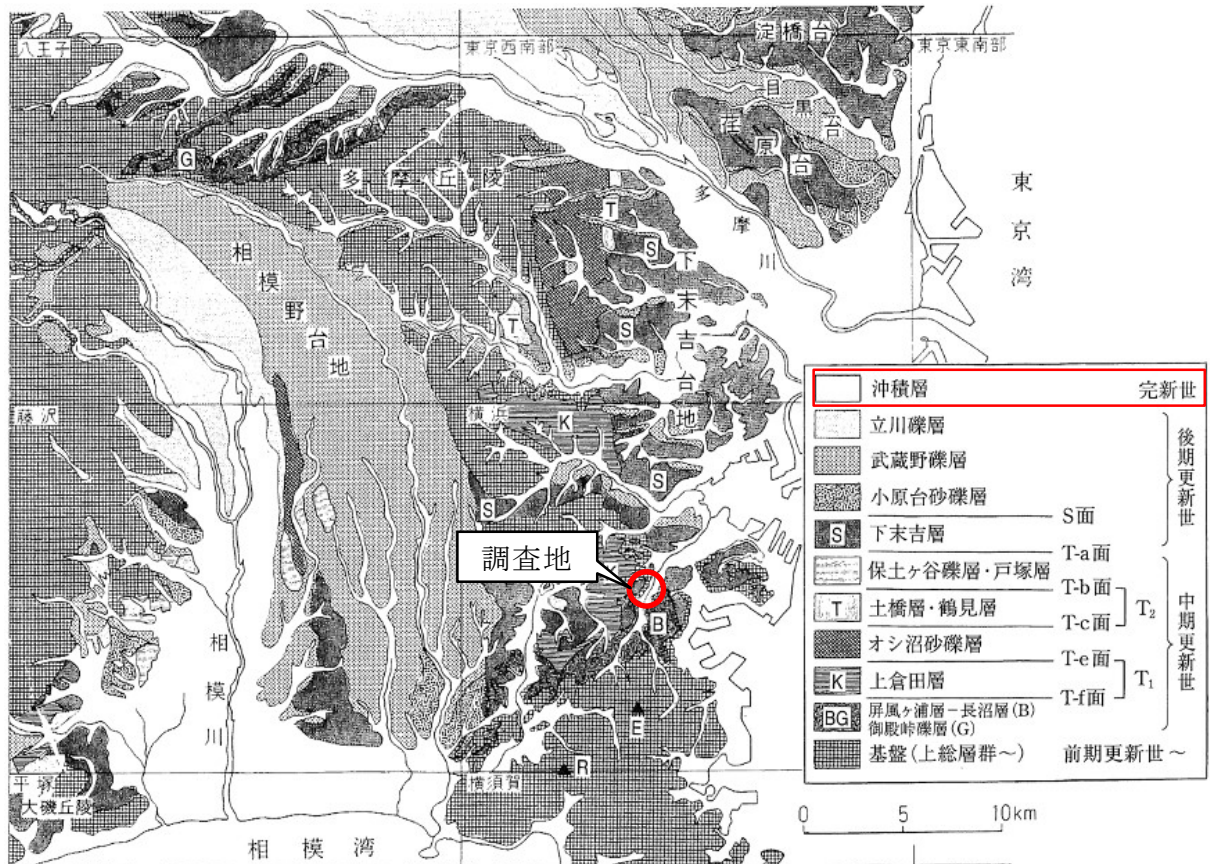 八王子
東京西南部
淀橋台
東京東南部
目黒台
荏原台
G
多摩丘陵
多摩川
東京湾
T
S
下末吉台地
相模野台地
T
S
藤沢
横浜
K
S
S
調査地
B
E
R
相模川
平塚
大磯丘陵
横須賀
相模湾
沖積層 完新世
立川礫層
武蔵野礫層
小原台砂礫層
S面
S 下末吉層
T-a面
保土ヶ谷礫層・戸塚層
T-b面
T 土橋層・鶴見層
T₂
T-c面
オシ沼砂礫層
T-e面
K 上倉田層
T₁
T-f面
BG 屏風ヶ浦層-長沼層(B)
御殿峠礫層(G)
基盤(上総層群~) 前期更新世~
後期更新世
中期更新世
0 5 10km